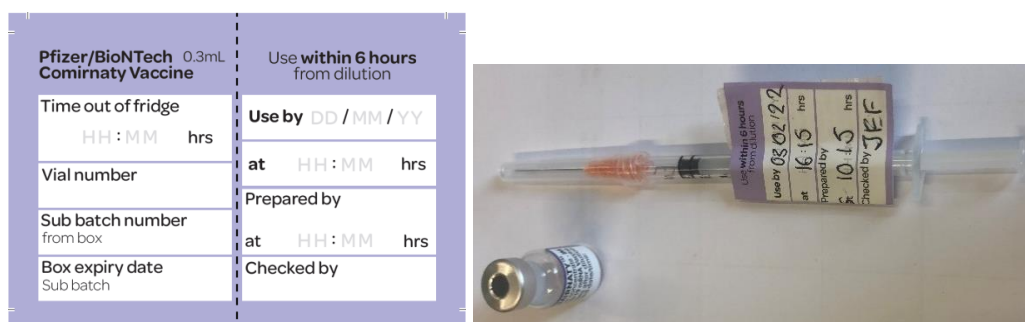 Pfizer/BioNTech 0.3mL
Comirnaty Vaccine
Time out of fridge
HH:MM hrs
Vial number
Sub batch number
from box
Box expiry date
Sub batch
Use within 6 hours
from dilution
Use by DD/MM/YY
at HH:MM hrs
Prepared by
at HH:MM hrs
Checked by
Use within 6 hours
from dilution
Use by 03 02 22
at 16:15 hrs
Prepared by
at 10:15 hrs
Checked by JEF